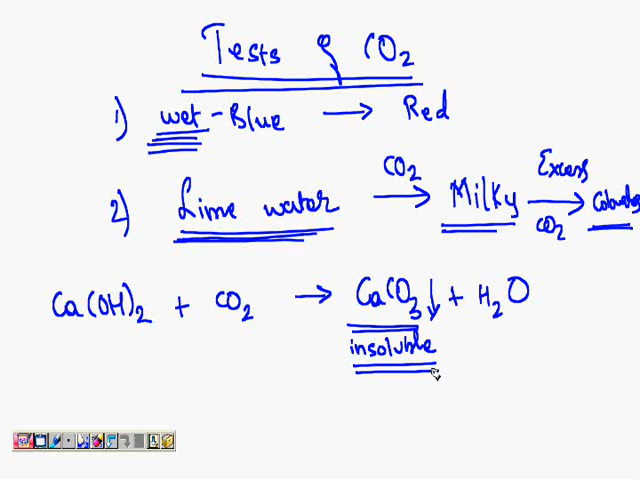 Tests of CO2
1) wet - Blue → Red
2) Lime water CO2 → Milky Excess → CO2
Ca(OH)2 + CO2 → CaCO3↓ + H2O
insoluble